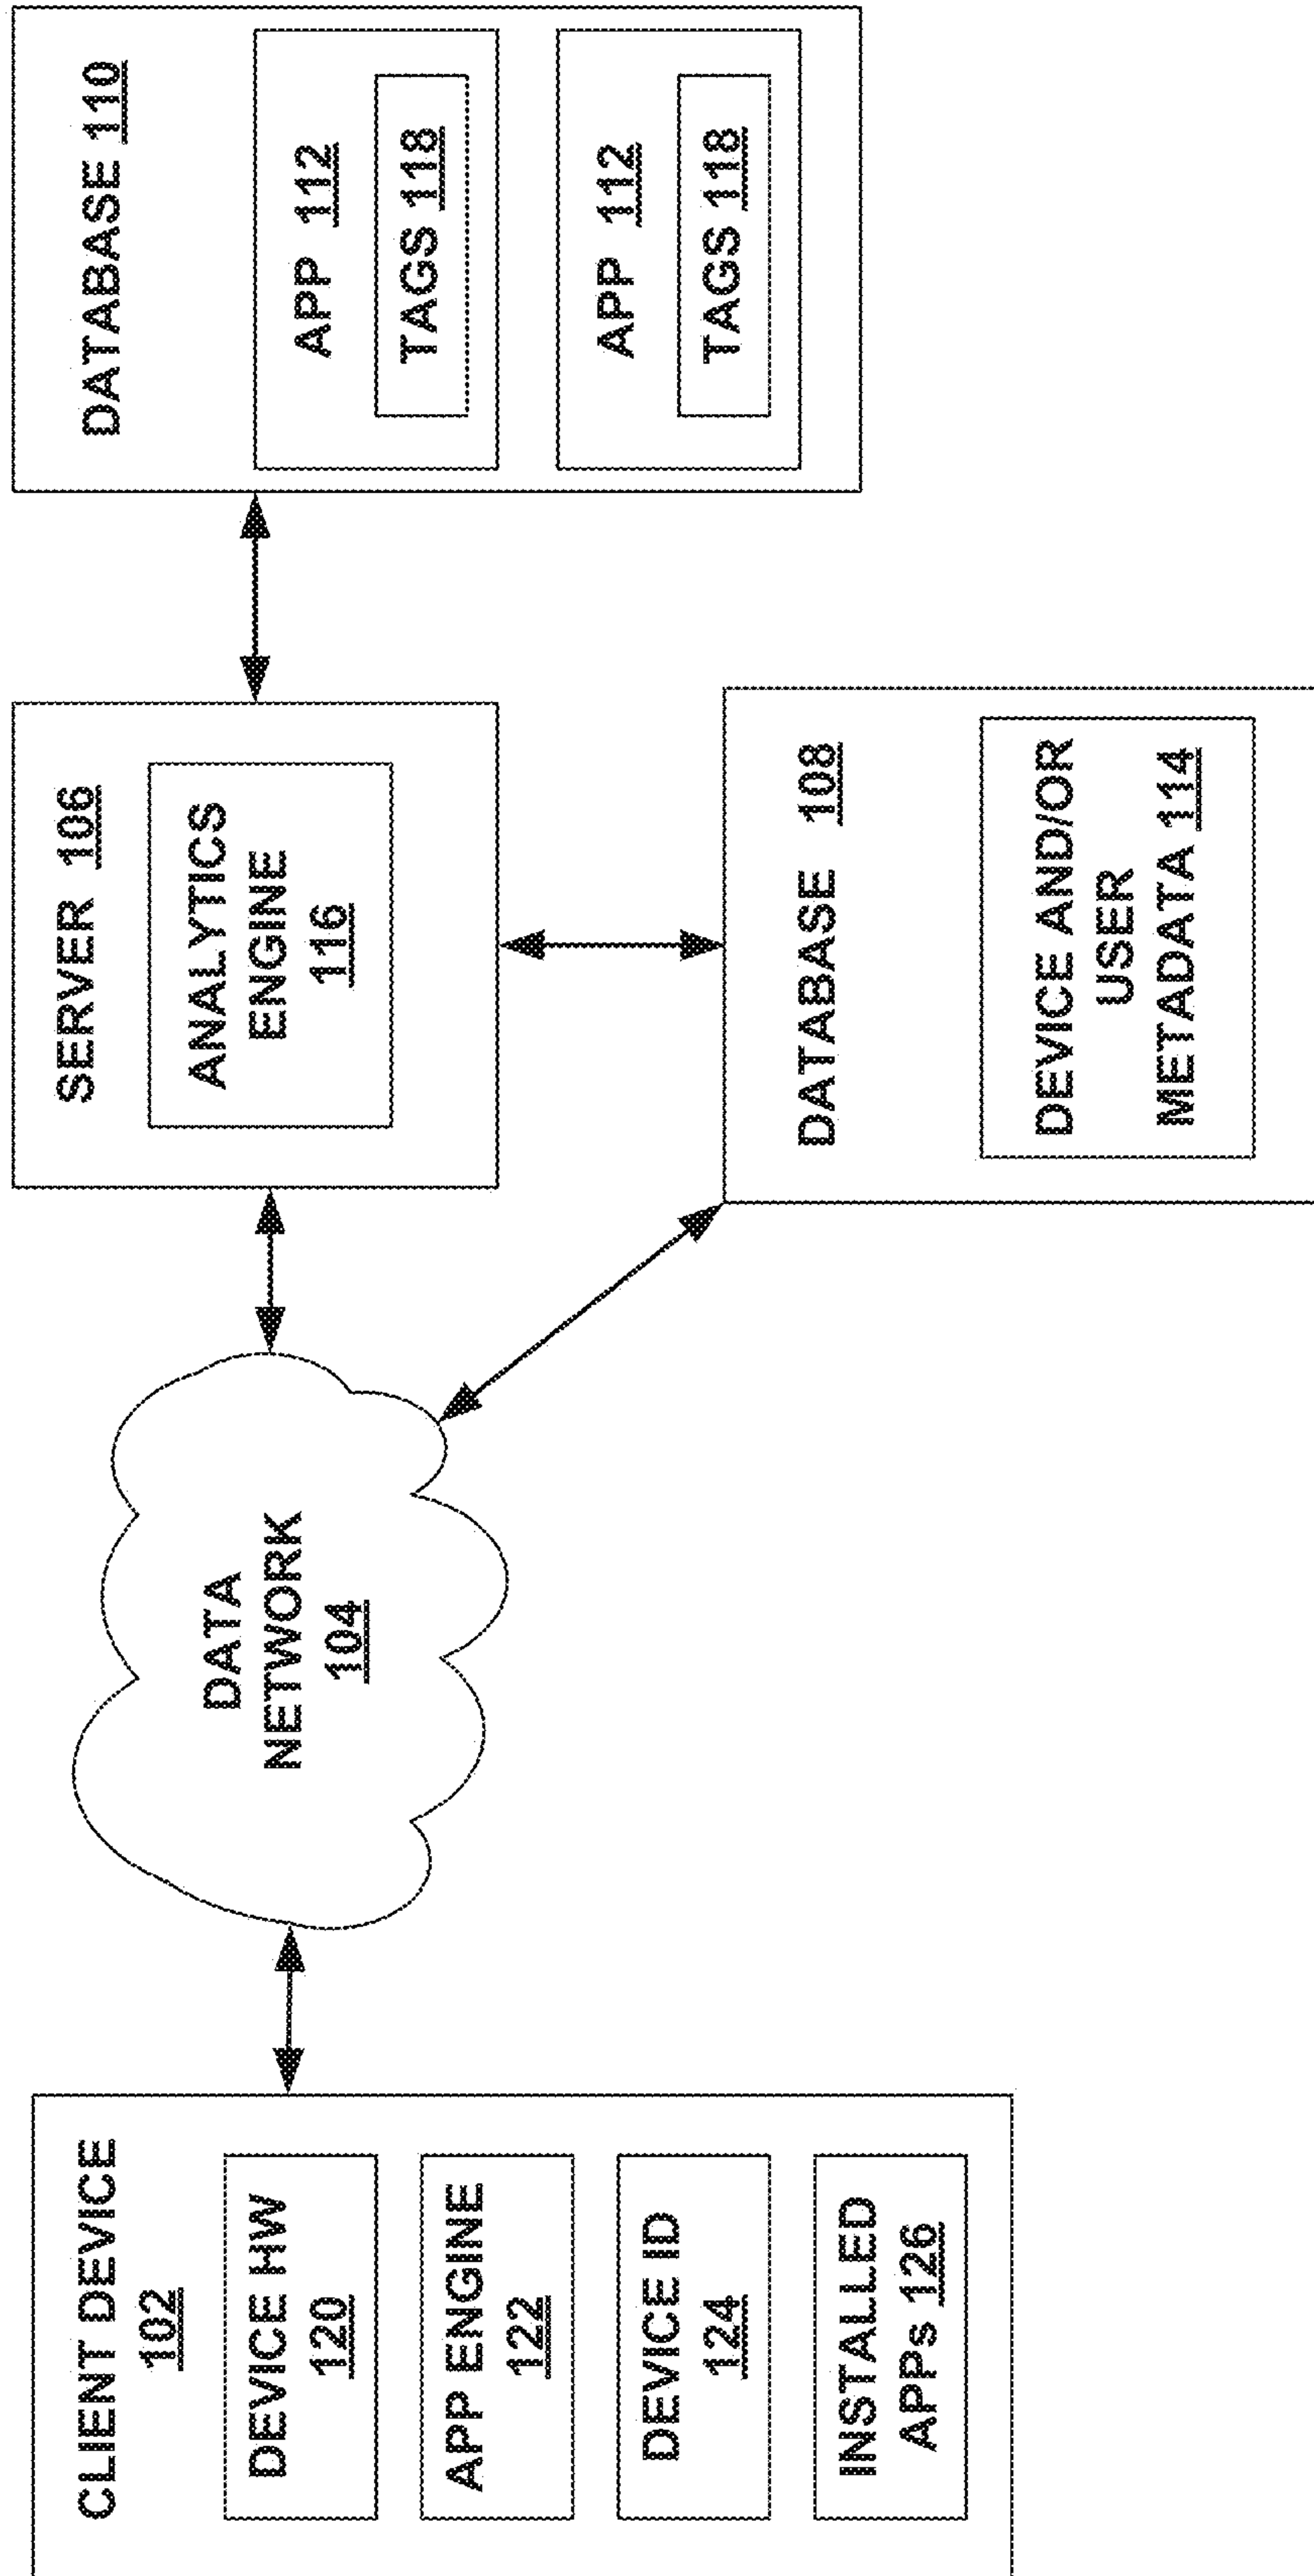 CLIENT DEVICE
102
DEVICE HW
120
APP ENGINE
122
DEVICE ID
124
INSTALLED
APPs 126
DATA
NETWORK
104
SERVER 106
ANALYTICS
ENGINE
116
DATABASE 108
DEVICE AND/OR
USER
METADATA 114
DATABASE 110
APP 112
TAGS 118
APP 112
TAGS 118